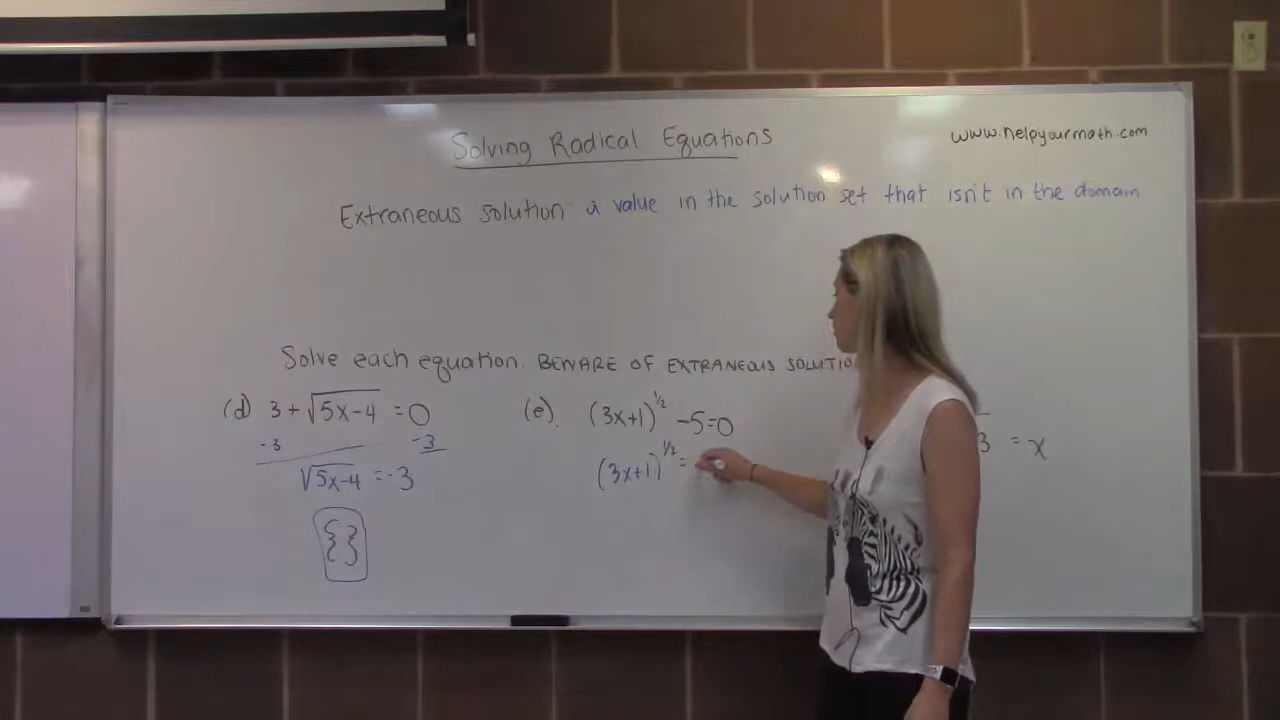 Solving Radical Equations
www.helpyourmath.com
Extraneous solution a value in the solution set that isn't in the domain.
Solve each equation. BEWARE OF EXTRANEOUS SOLUTIO
(d) 3 + √5x-4 = 0
-3 -3
√5x-4 = -3
{ }
(e). (3x+1)^1/2 -5=0
(3x+1)^1/2 =
3 = x